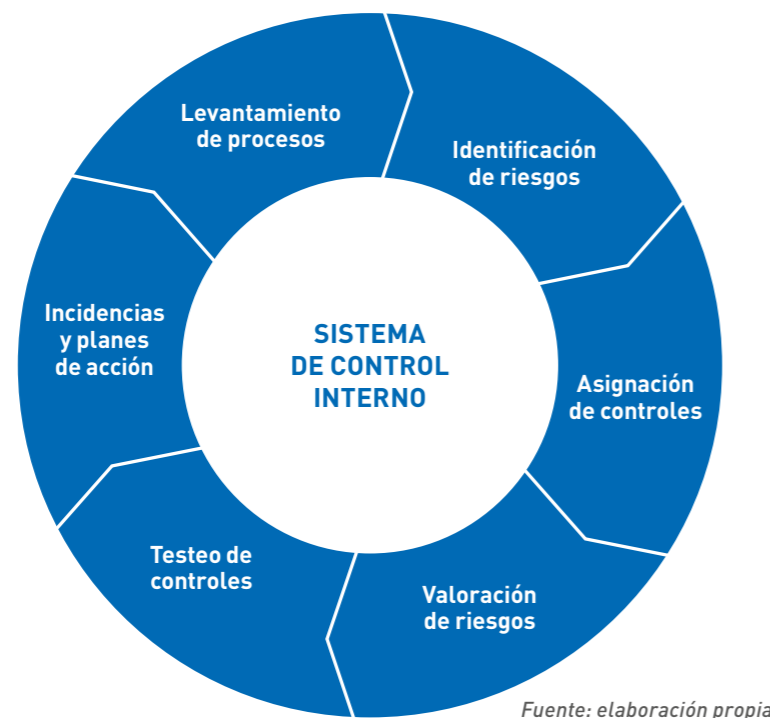 Levantamiento
de procesos
Identificación
de riesgos
Asignación
de controles
Valoración
de riesgos
Testeo de
controles
Incidencias
y planes
de acción
SISTEMA
DE CONTROL
INTERNO
Fuente: elaboración propia